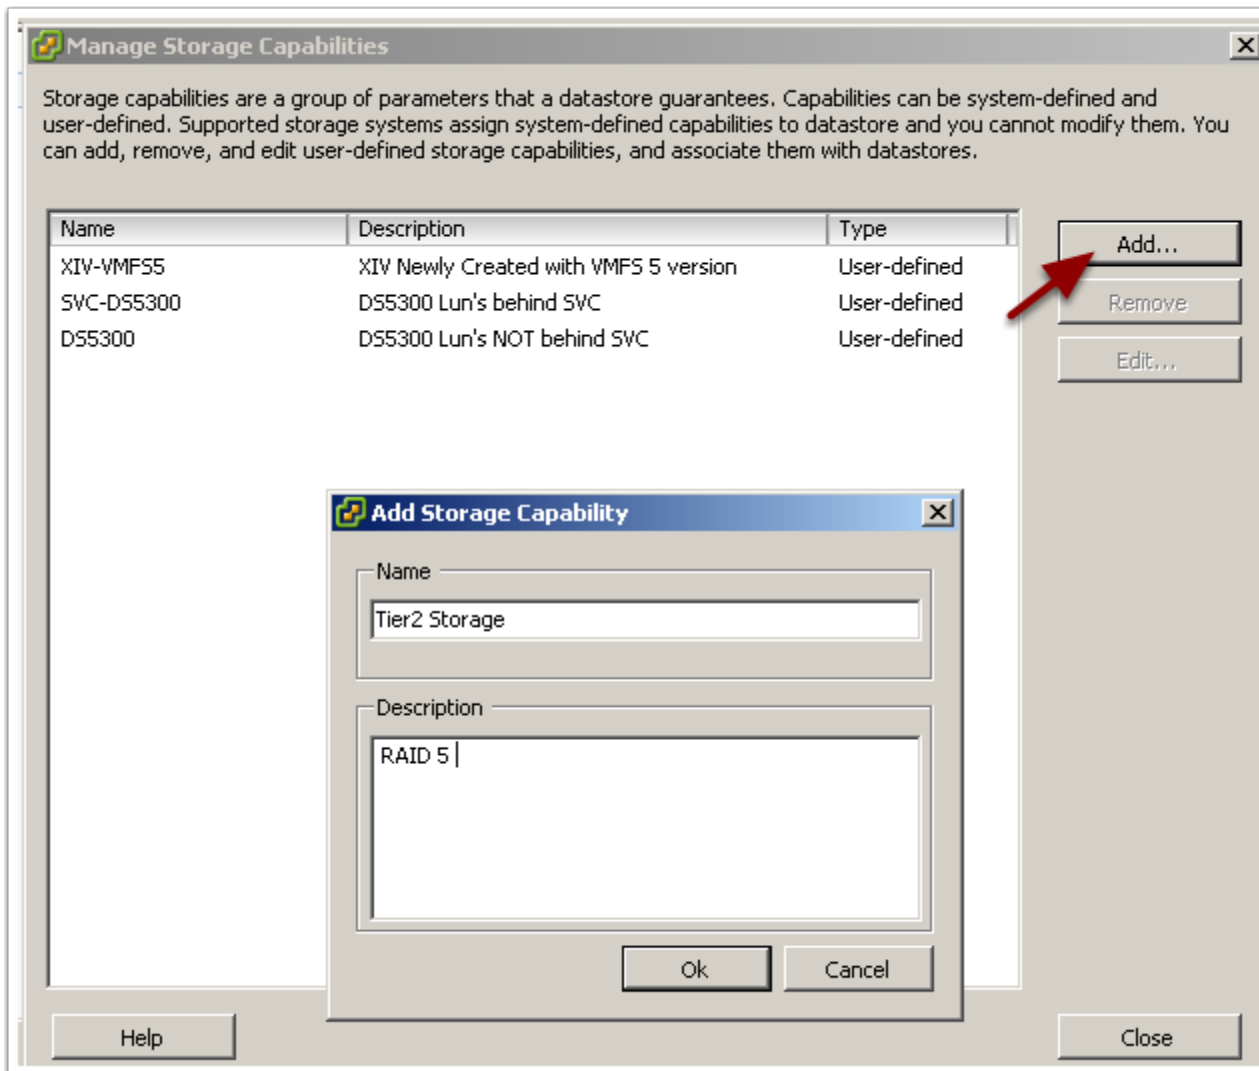 Manage Storage Capabilities
Storage capabilities are a group of parameters that a datastore guarantees. Capabilities can be system-defined and
user-defined. Supported storage systems assign system-defined capabilities to datastore and you cannot modify them. You
can add, remove, and edit user-defined storage capabilities, and associate them with datastores.
Name Description Type
XIV-VMFS5 XIV Newly Created with VMFS 5 version User-defined
SVC-DS5300 DS5300 Lun's behind SVC User-defined
DS5300 DS5300 Lun's NOT behind SVC User-defined
Add...
Remove
Edit...
Add Storage Capability
Name
Tier2 Storage
Description
RAID 5
Ok Cancel
Help Close